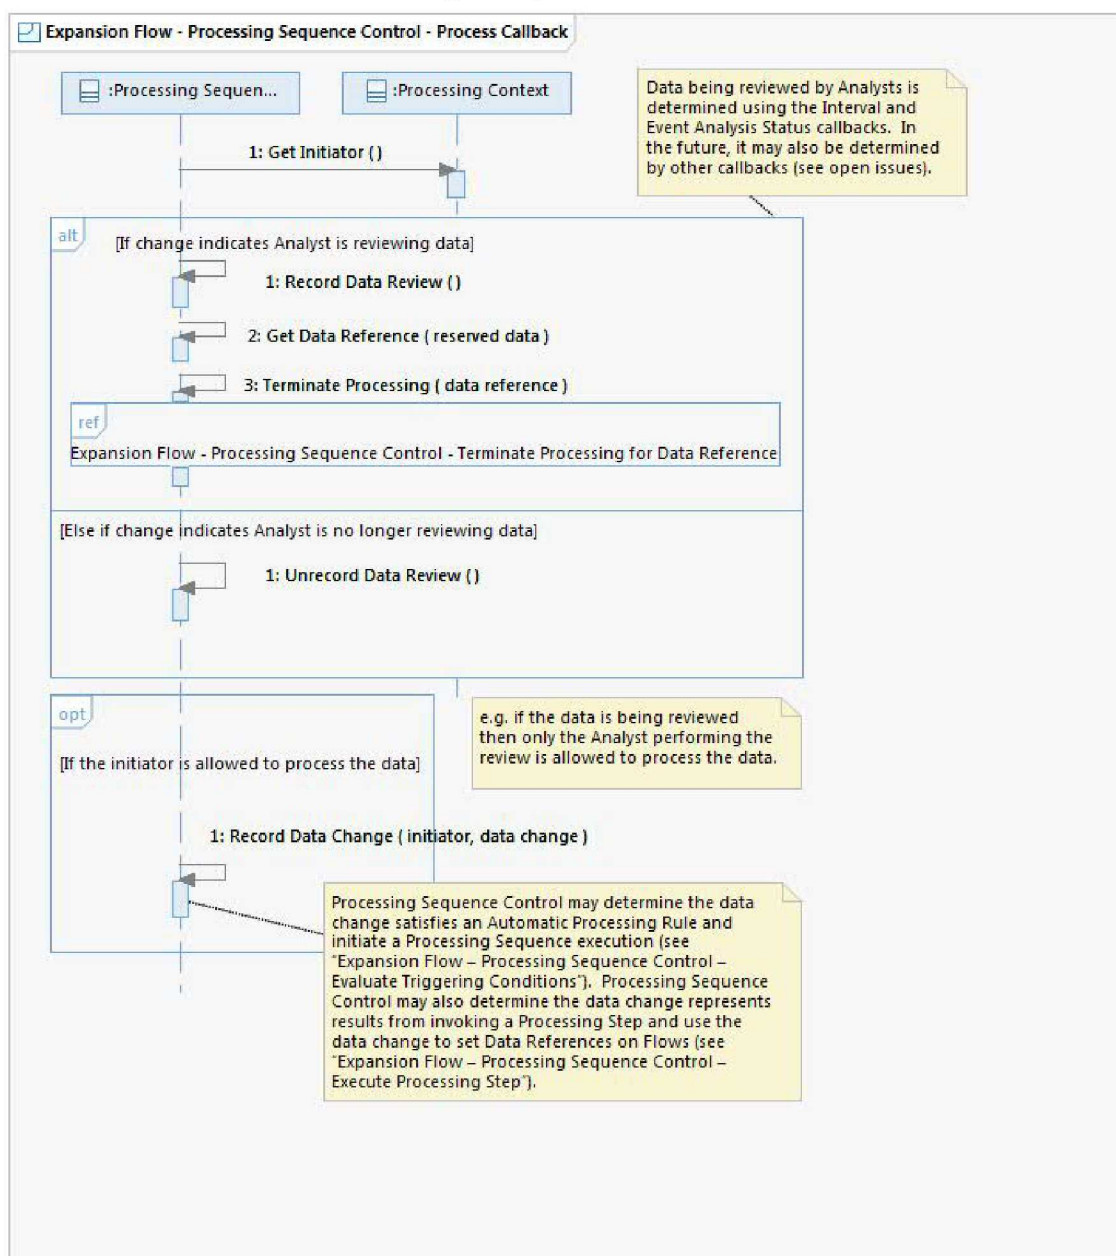 Expansion Flow - Processing Sequence Control - Process Callback
:Processing Sequen...
:Processing Context
Data being reviewed by Analysts is
determined using the Interval and
Event Analysis Status callbacks.  In
the future, it may also be determined
by other callbacks (see open issues).
1: Get Initiator ( )
alt
[If change indicates Analyst is reviewing data]
1: Record Data Review ( )
2: Get Data Reference ( reserved data )
3: Terminate Processing ( data reference )
ref
Expansion Flow - Processing Sequence Control - Terminate Processing for Data Reference
[Else if change indicates Analyst is no longer reviewing data]
1: Unrecord Data Review ( )
opt
e.g. if the data is being reviewed
then only the Analyst performing the
review is allowed to process the data.
[If the initiator is allowed to process the data]
1: Record Data Change ( initiator, data change )
Processing Sequence Control may determine the data
change satisfies an Automatic Processing Rule and
initiate a Processing Sequence execution (see
"Expansion Flow – Processing Sequence Control –
Evaluate Triggering Conditions").  Processing Sequence
Control may also determine the data change represents
results from invoking a Processing Step and use the
data change to set Data References on Flows (see
"Expansion Flow – Processing Sequence Control –
Execute Processing Step").